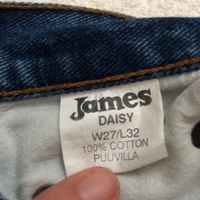 James
DAISY
W27/L32
100% COTTON
PUUVILLA